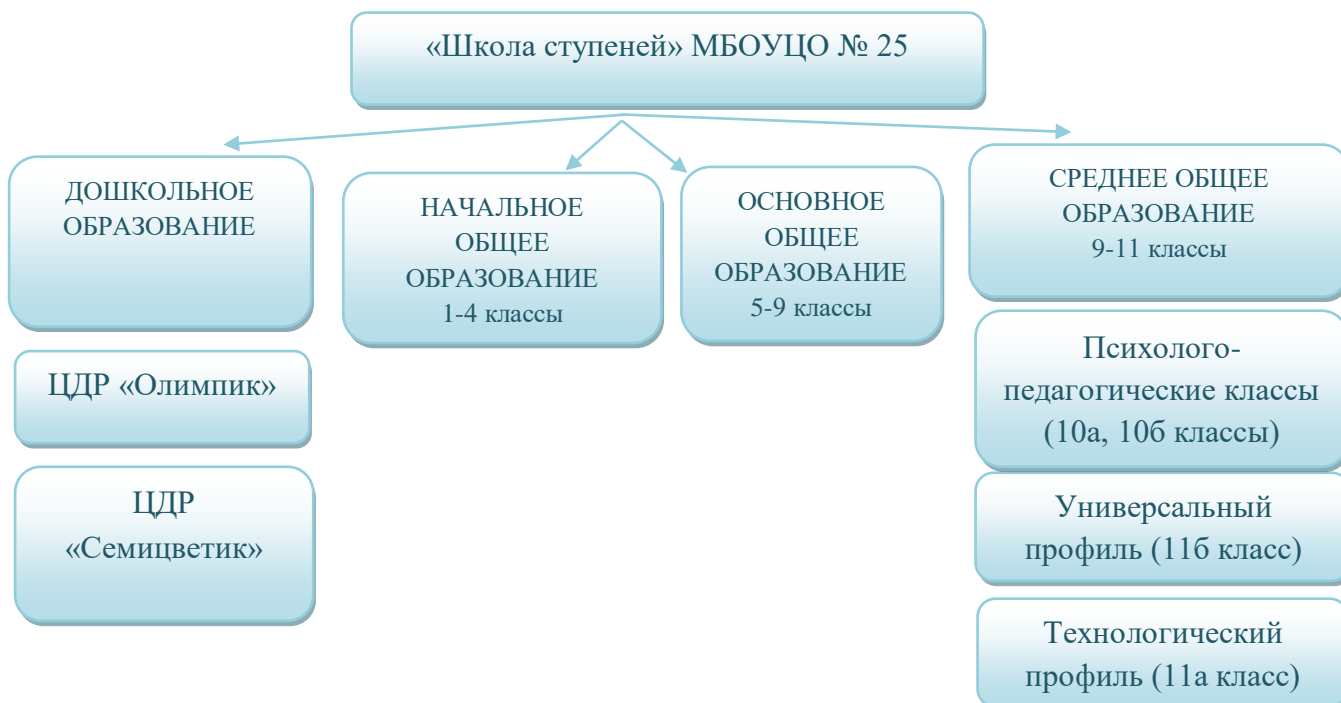 «Школа ступеней» МБОУЦО № 25
ДОШКОЛЬНОЕ
ОБРАЗОВАНИЕ
ЦДР «Олимпик»
ЦДР
«Семицветик»
НАЧАЛЬНОЕ
ОБЩЕЕ
ОБРАЗОВАНИЕ
1-4 классы
ОСНОВНОЕ
ОБЩЕЕ
ОБРАЗОВАНИЕ
5-9 классы
СРЕДНЕЕ ОБЩЕЕ
ОБРАЗОВАНИЕ
9-11 классы
Психолого-
педагогические классы
(10а, 10б классы)
Универсальный
профиль (11б класс)
Технологический
профиль (11а класс)